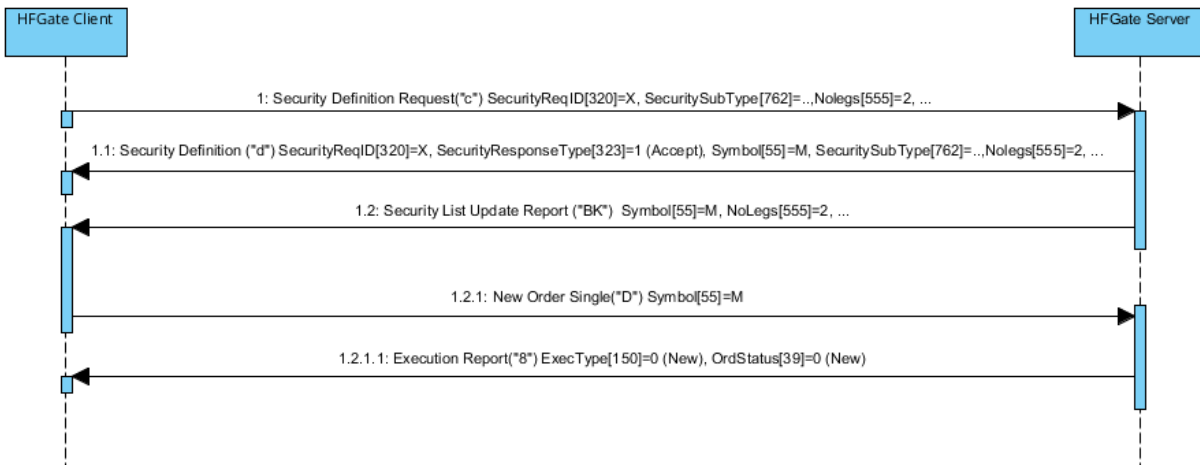 HFGate Client
HFGate Server
1: Security Definition Request("c") SecurityReqID[320]=X, SecuritySubType[762]=..,Nolegs[555]=2, ...
1.1: Security Definition ("d") SecurityReqID[320]=X, SecurityResponseType[323]=1 (Accept), Symbol[55]=M, SecuritySubType[762]=..,Nolegs[555]=2, ...
1.2: Security List Update Report ("BK")  Symbol[55]=M, NoLegs[555]=2, ...
1.2.1: New Order Single("D") Symbol[55]=M
1.2.1.1: Execution Report("8") ExecType[150]=0 (New), OrdStatus[39]=0 (New)